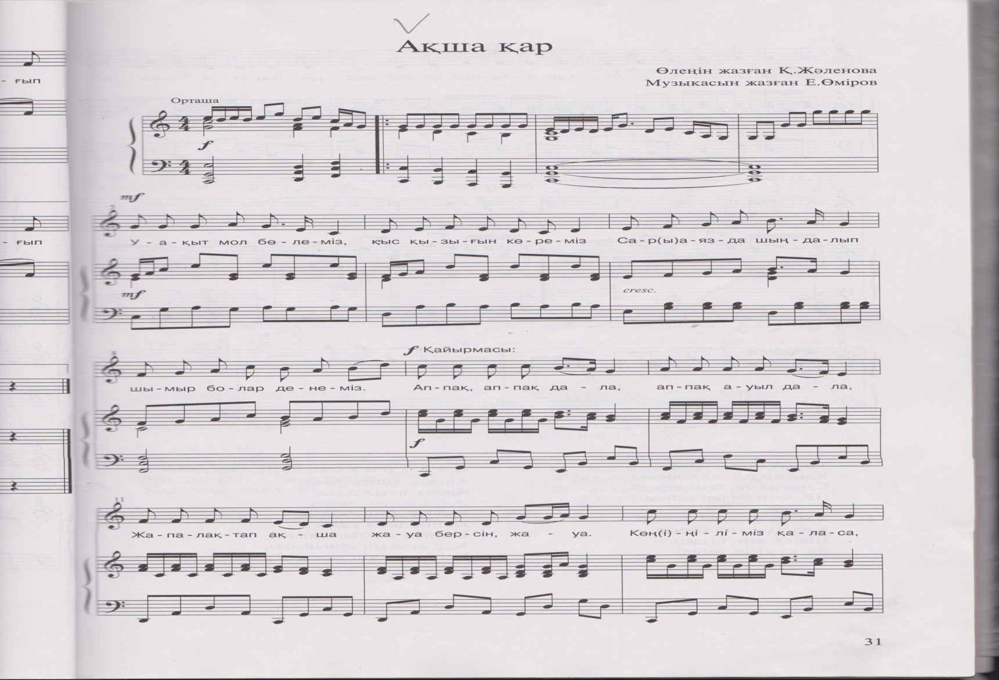 Ақша қар
Өлеңін жазған Қ.Жәленова
Музыкасын жазған Е.Өміров
- ғып
Орташа
f
mf
5
- ғып
У - а - қыт мол бө - ле - міз, қыс қы - зы - ғын кө - ре - міз Са - р(ы)а - яз - да шың - да - лып
mf
cresc.
8
f Қайырмасы:
шы - мыр бо - лар де - не - міз. Ап - пақ, ап - пақ да - ла, ап - пақ а - уыл да - ла,
f
11
Жа - па - лақ - тап ақ - ша жа - уа бер - сін, жа - уа. Көң(і) - ңі - лі - міз қа - ла - са,
31